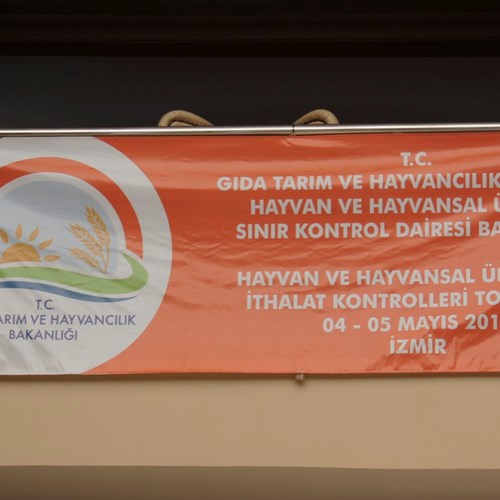 T.C.
TARIM VE HAYVANCILIK
BAKANLIĞI
T.C.
GIDA TARIM VE HAYVANCILIK
HAYVAN VE HAYVANSAL
SINIR KONTROL DAİRESİ
HAYVAN VE HAYVANSAL
İTHALAT KONTROLLERİ
04 - 05 MAYIS
İZMİR